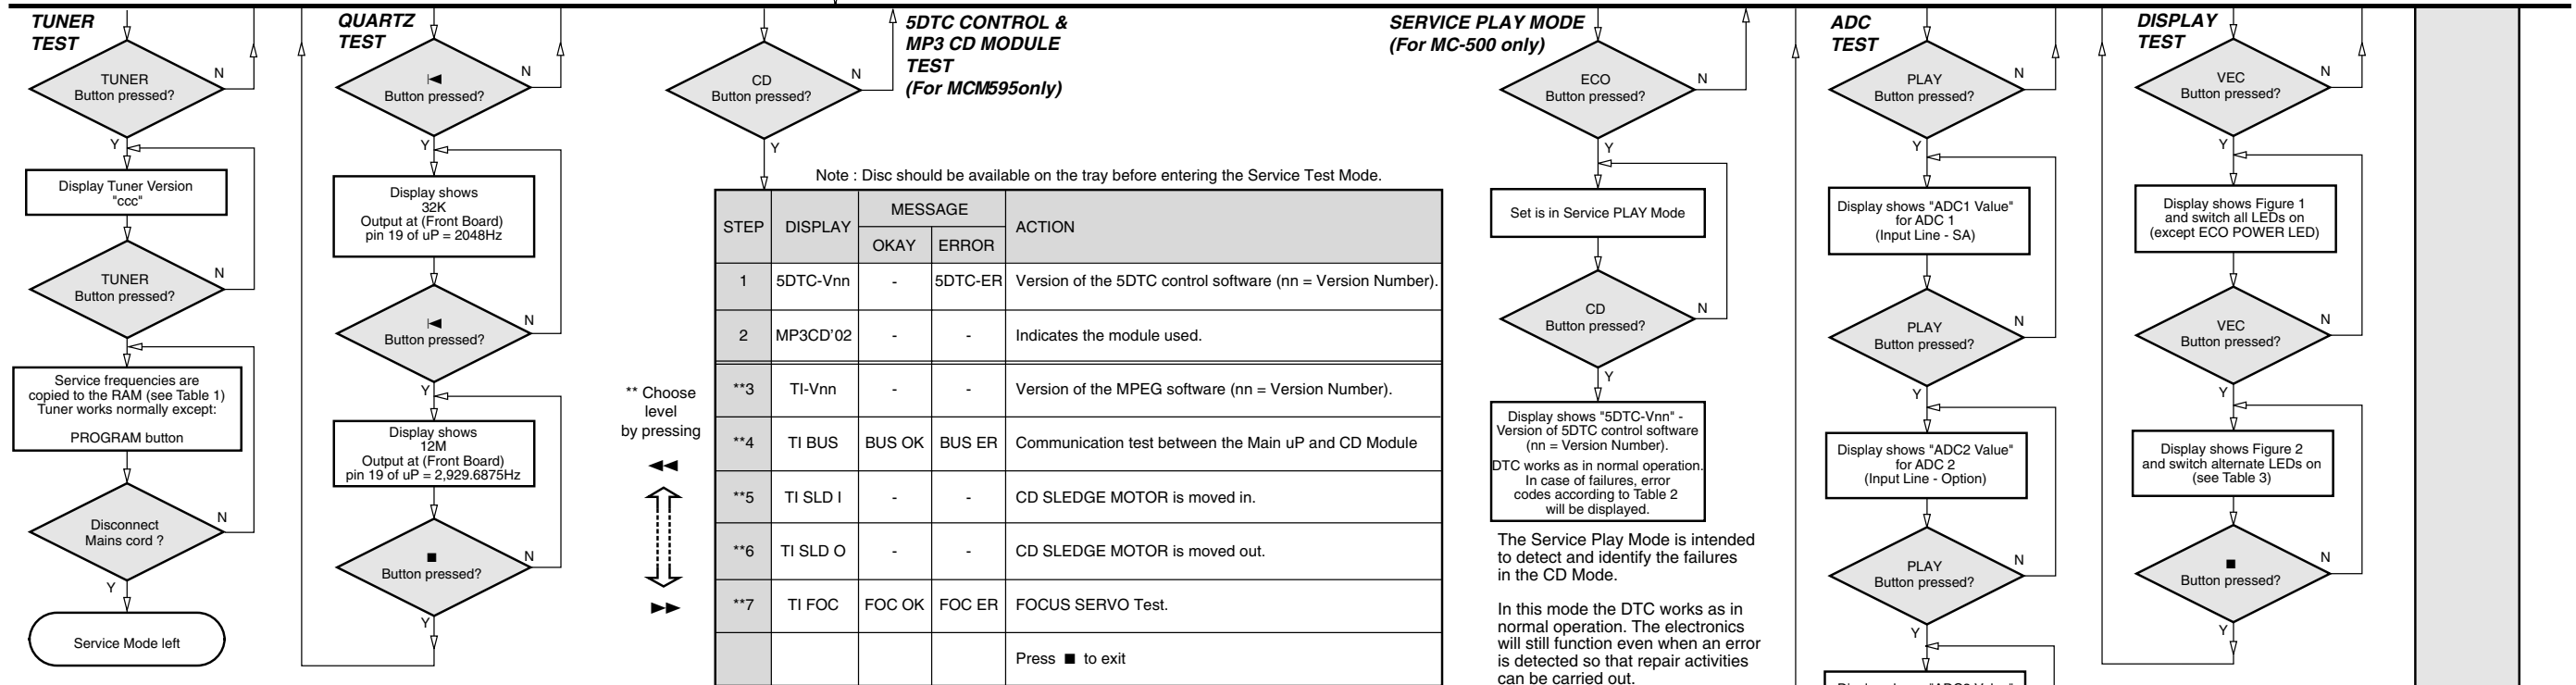 TUNER
TEST
TUNER
Button pressed?
N
Y
Display Tuner Version
"ccc"
TUNER
Button pressed?
N
Service frequencies are
copied to the RAM (see Table 1)
Tuner works normally except:
PROGRAM button
Disconnect
Mains cord ?
N
Y
Service Mode left
QUARTZ
TEST
Button pressed?
N
Y
Display shows
32K
Output at (Front Board)
pin 19 of uP = 2048Hz
Button pressed?
N
Y
Display shows
12M
Output at (Front Board)
pin 19 of uP = 2,929.6875Hz
■
Button pressed?
N
Y
5DTC CONTROL &
MP3 CD MODULE
TEST
(For MCM595only)
CD
Button pressed?
N
Y
Note : Disc should be available on the tray before entering the Service Test Mode.
** Choose
level
by pressing
◄◄
►►
STEP DISPLAY MESSAGE ACTION
OKAY ERROR
1 5DTC-Vnn - 5DTC-ER Version of the 5DTC control software (nn = Version Number).
2 MP3CD'02 - - Indicates the module used.
**3 TI-Vnn - - Version of the MPEG software (nn = Version Number).
**4 TI BUS BUS OK BUS ER Communication test between the Main uP and CD Module
**5 TI SLD I - - CD SLEDGE MOTOR is moved in.
**6 TI SLD O - - CD SLEDGE MOTOR is moved out.
**7 TI FOC FOC OK FOC ER FOCUS SERVO Test.
Press ■ to exit
SERVICE PLAY MODE
(For MC-500 only)
ECO
Button pressed?
N
Y
Set is in Service PLAY Mode
CD
Button pressed?
N
Y
Display shows "5DTC-Vnn" -
Version of 5DTC control software
(nn = Version Number).
DTC works as in normal operation.
In case of failures, error
codes according to Table 2
will be displayed.
The Service Play Mode is intended
to detect and identify the failures
in the CD Mode.
In this mode the DTC works as in
normal operation. The electronics
will still function even when an error
is detected so that repair activities
can be carried out.
ADC
TEST
PLAY
Button pressed?
N
Y
Display shows "ADC1 Value"
for ADC 1
(Input Line - SA)
PLAY
Button pressed?
N
Y
Display shows "ADC2 Value"
for ADC 2
(Input Line - Option)
PLAY
Button pressed?
N
Y
DISPLAY
TEST
VEC
Button pressed?
N
Y
Display shows Figure 1
and switch all LEDs on
(except ECO POWER LED)
VEC
Button pressed?
N
Y
Display shows Figure 2
and switch alternate LEDs on
(see Table 3)
■
Button pressed?
N
Y